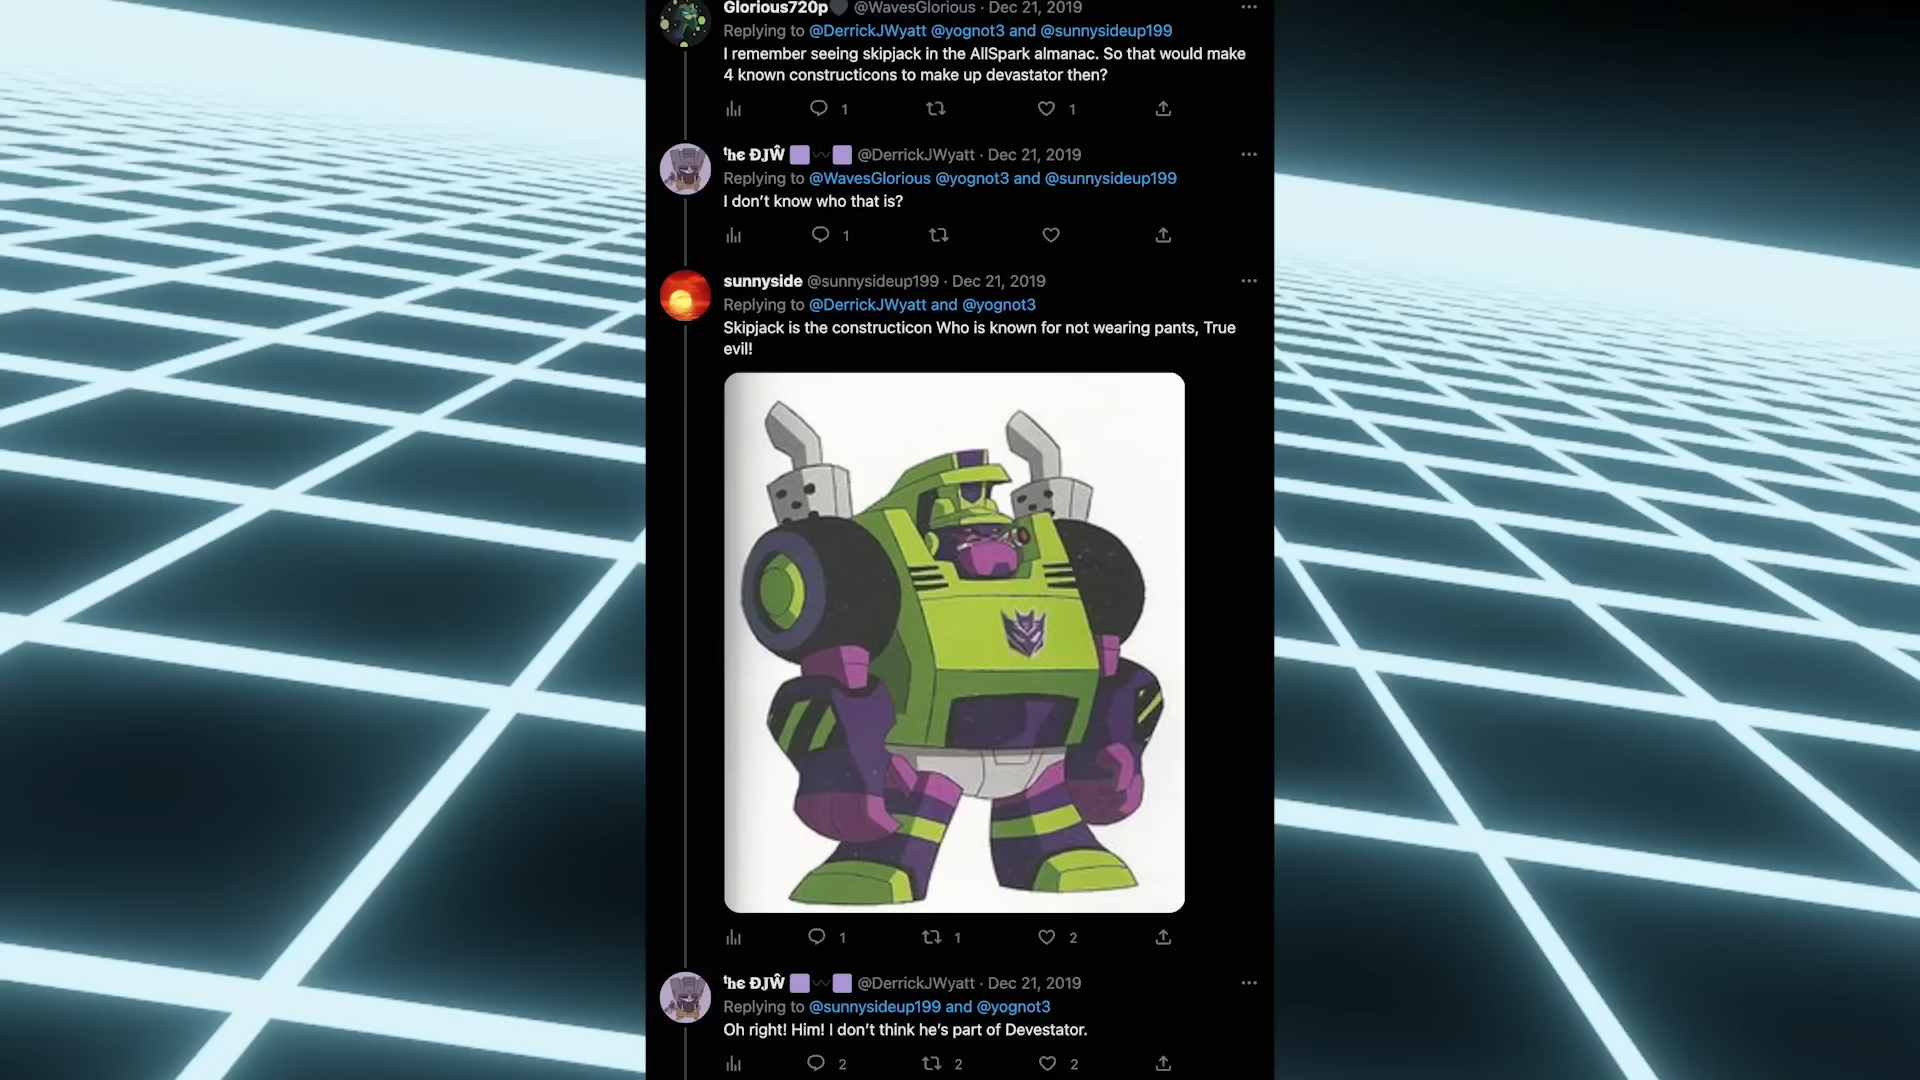 Glorious720p @WavesGlorious · Dec 21, 2019
Replying to @DerrickJWyatt @yognot3 and @sunnysideup199
I remember seeing skipjack in the AllSpark almanac. So that would make
4 known constructicons to make up devastator then?
1 1
ᵗhe ÐJŴ @DerrickJWyatt · Dec 21, 2019
Replying to @WavesGlorious @yognot3 and @sunnysideup199
I don’t know who that is?
1
sunnyside @sunnysideup199 · Dec 21, 2019
Replying to @DerrickJWyatt and @yognot3
Skipjack is the constructicon Who is known for not wearing pants, True
evil!
1 1 2
ᵗhe ÐJŴ @DerrickJWyatt · Dec 21, 2019
Replying to @sunnysideup199 and @yognot3
Oh right! Him! I don’t think he’s part of Devestator.
2 2 2